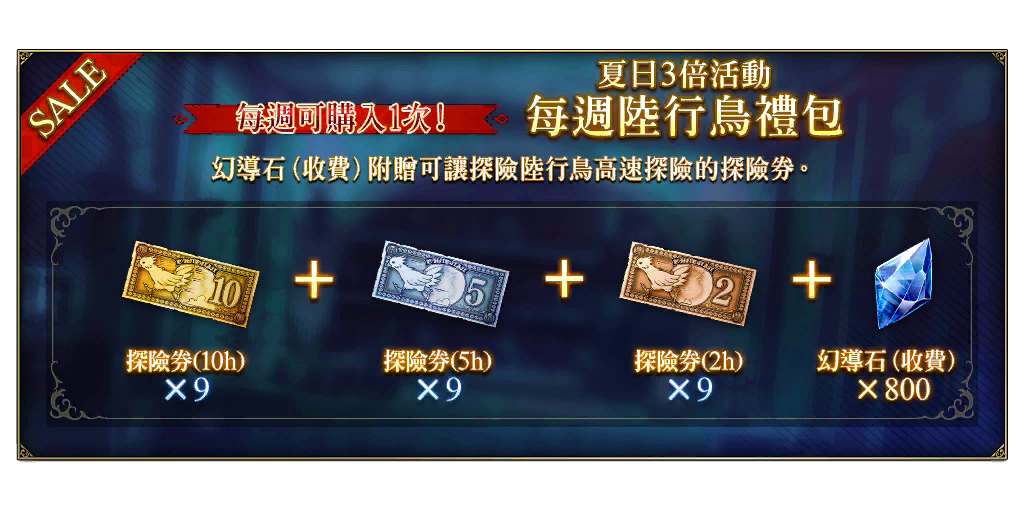 SALE
夏日3倍活動
每週可購入1次!
每週陸行鳥禮包
幻導石(收費)附贈可讓探險陸行鳥高速探險的探險券。
10
5
2
+
+
+
探險券(10h)
×9
探險券(5h)
×9
探險券(2h)
×9
幻導石(收費)
×800